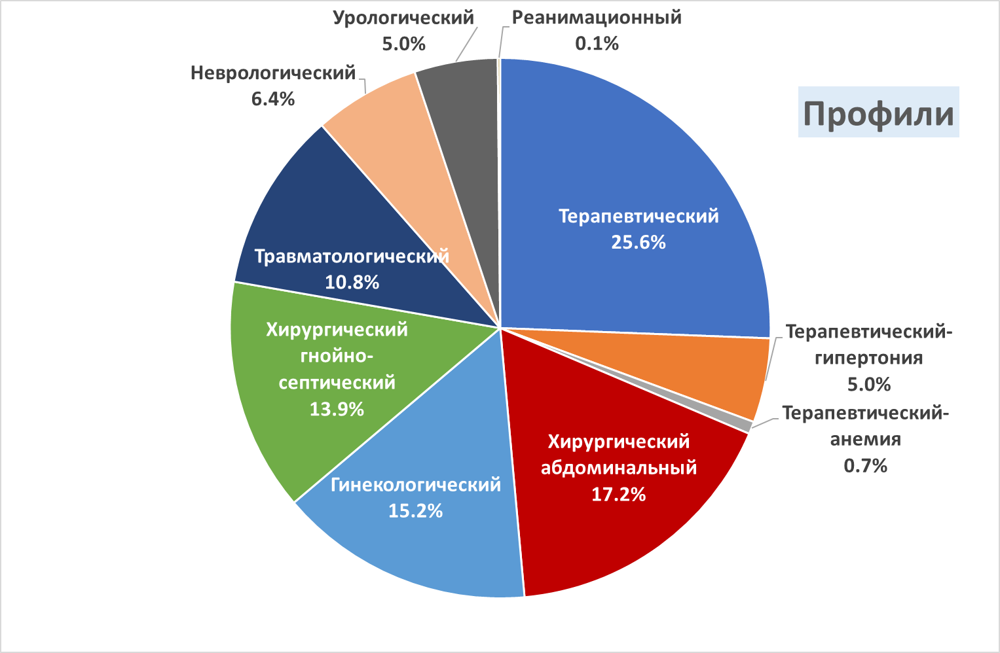 Урологический
5.0%
Реанимационный
0.1%
Неврологический
6.4%
Профили
Терапевтический
25.6%
Травматологический
10.8%
Хирургический
гнойно-
септический
13.9%
Терапевтический-
гипертония
5.0%
Терапевтический-
анемия
0.7%
Хирургический
абдоминальный
17.2%
Гинекологический
15.2%